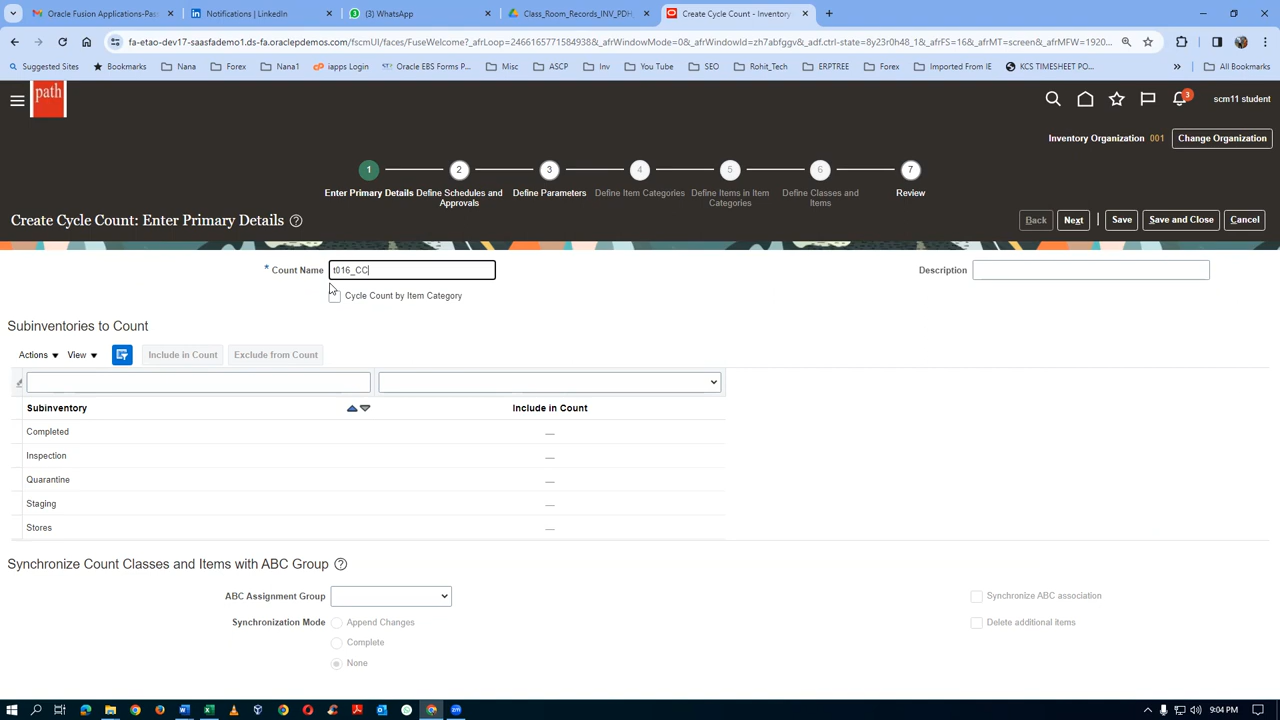 Oracle Fusion Applications-Pass
Notifications | LinkedIn
(3) WhatsApp
Class_Room_Records_INV_PDH
Create Cycle Count - Inventory
fa-etao-dev17-saasfademo1.ds-fa.oraclepdemos.com/fscmUI/faces/FuseWelcome?_afrLoop=2466165771584938&_afrWindowMode=0&_afrWindowId=zh7abfggv&_adf.ctrl-state=8y23r0h48_1&_afrFS=16&_afrMT=screen&_afrMFW=1920...
Suggested Sites Bookmarks Nana Forex Nana1 iapps Login Oracle EBS Forms P... Misc ASCP Inv You Tube SEO Rohit_Tech ERPTREE Forex Imported From IE KCS TIMESHEET PO... » All Bookmarks
path
3
scm11 student
Inventory Organization 001 Change Organization
1 2 3 4 5 6 7
Enter Primary Details Define Schedules and Approvals Define Parameters Define Item Categories Define Items in Item Categories Define Classes and Items Review
Create Cycle Count: Enter Primary Details
Back Next Save Save and Close Cancel
* Count Name t016_CC
Description
Cycle Count by Item Category
Subinventories to Count
Actions View Include in Count Exclude from Count
Subinventory Include in Count
Completed —
Inspection —
Quarantine —
Staging —
Stores —
Synchronize Count Classes and Items with ABC Group
ABC Assignment Group
Synchronize ABC association
Synchronization Mode Append Changes
Delete additional items
Complete
None
9:04 PM